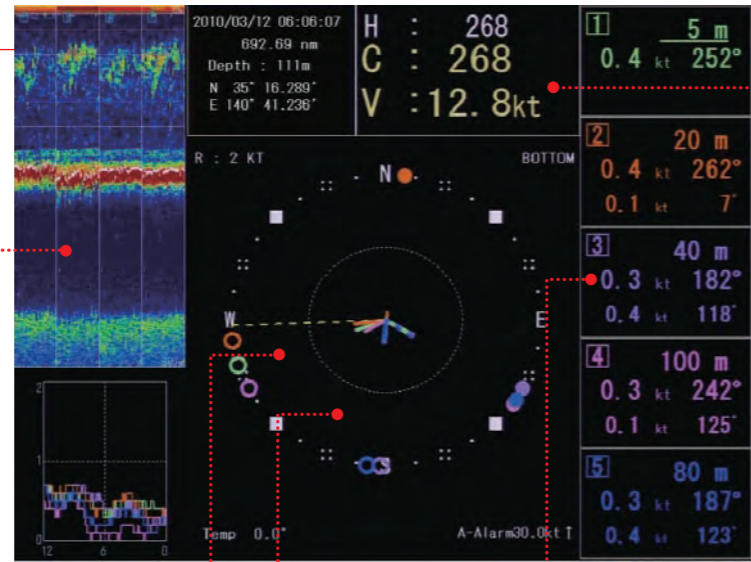 2010/03/12 06:06:07
692.69 nm
Depth : 111m
N 35° 16.289'
E 140° 41.236'
H : 268
C : 268
V : 12.8kt
R : 2 KT
BOTTOM
N
W
E
S
Temp 0.0°
A-Alarm30.0kt↑
2
1
0
12 6 0
1 5 m
0.4 kt 252°
2 20 m
0.4 kt 262°
0.1 kt 7°
3 40 m
0.3 kt 182°
0.4 kt 118°
4 100 m
0.3 kt 242°
0.1 kt 125°
5 80 m
0.3 kt 187°
0.4 kt 123°